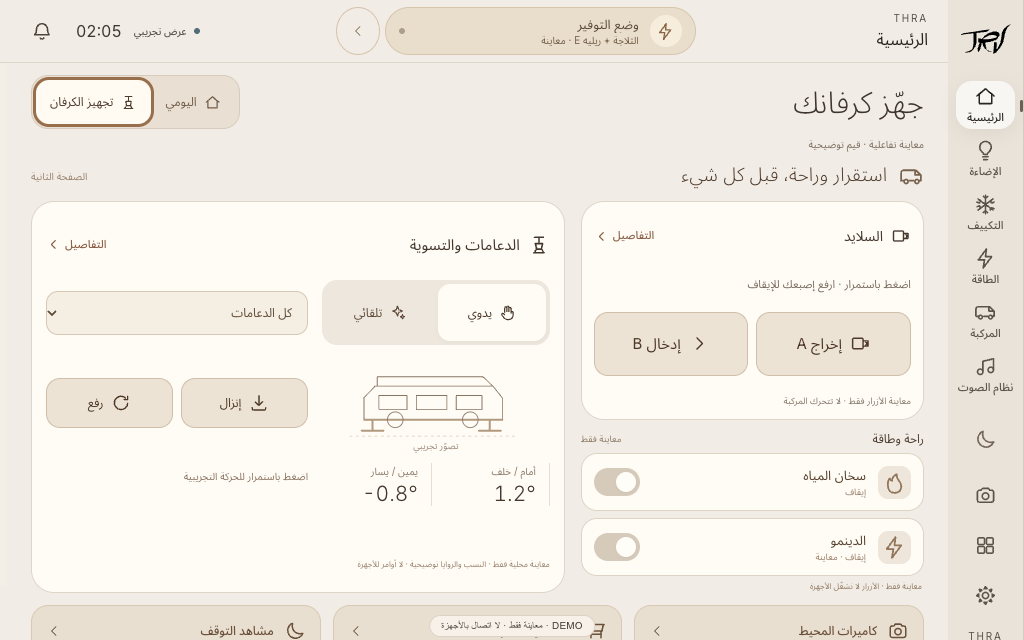 THRA
الرئيسية
وضع التوفير
الثلاجة + ريليه E · معاينة
عرض تجريبي
02:05
الرئيسية
الإضاءة
التكييف
الطاقة
المركبة
نظام الصوت
THRA
جهّز كرفانك
اليومي
تجهيز الكرفان
معاينة تفاعلية · قيم توضيحية
استقرار وراحة، قبل كل شيء
الصفحة الثانية
السلايد
التفاصيل
اضغط باستمرار · ارفع إصبعك للإيقاف
إخراج A
إدخال B
معاينة الأزرار فقط · لا تتحرك المركبة
راحة وطاقة
معاينة فقط
سخان المياه
إيقاف
الدينمو
إيقاف · معاينة
معاينة فقط · الأزرار لا تشغّل الأجهزة
الدعامات والتسوية
التفاصيل
يدوي
تلقائي
كل الدعامات
إنزال
رفع
تصوّر تجريبي
أمام / خلف
1.2°
يمين / يسار
-0.8°
اضغط باستمرار للحركة التجريبية
معاينة محلية فقط · النسب والزوايا توضيحية · لا أوامر للأجهزة
كاميرات المحيط
مشاهد التوقف
DEMO · معاينة فقط · لا اتصال بالأجهزة